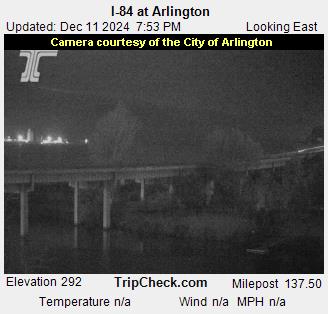 I-84 at Arlington
Updated: Dec 11 2024 7:53 PM Looking East
Camera courtesy of the City of Arlington
Elevation 292 TripCheck.com Milepost 137.50
Temperature n/a Wind n/a MPH n/a